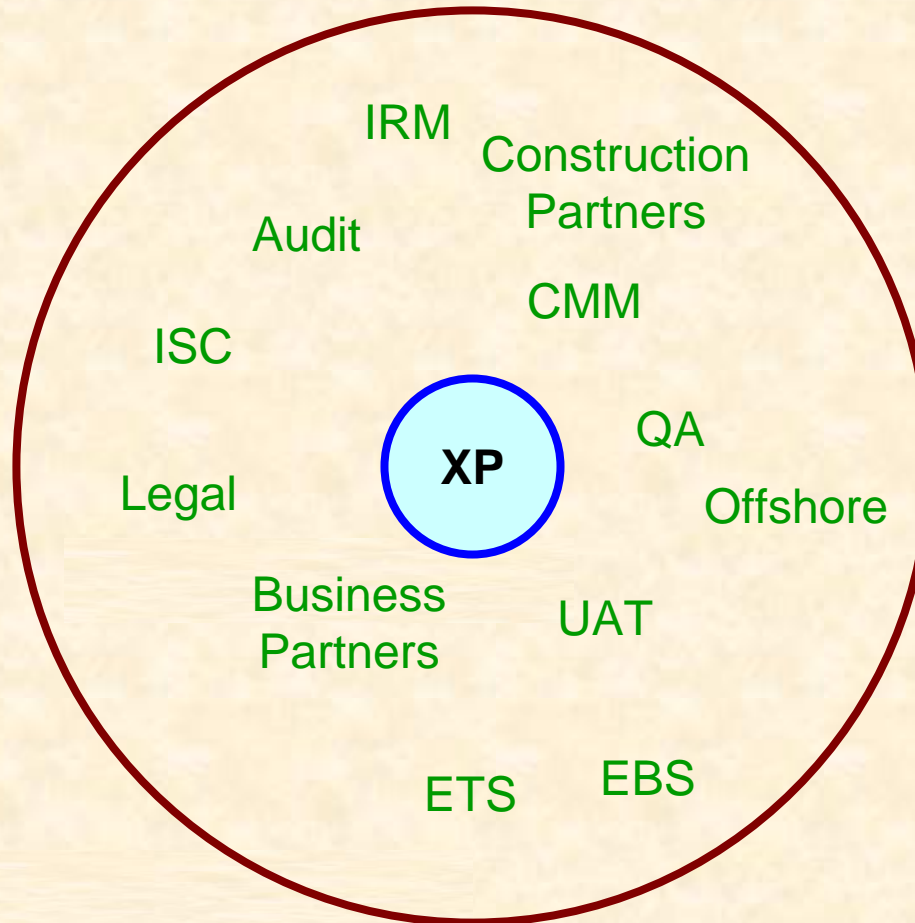 IRM
Construction
Partners
Audit
CMM
ISC
QA
XP
Legal
Offshore
Business
Partners
UAT
ETS
EBS